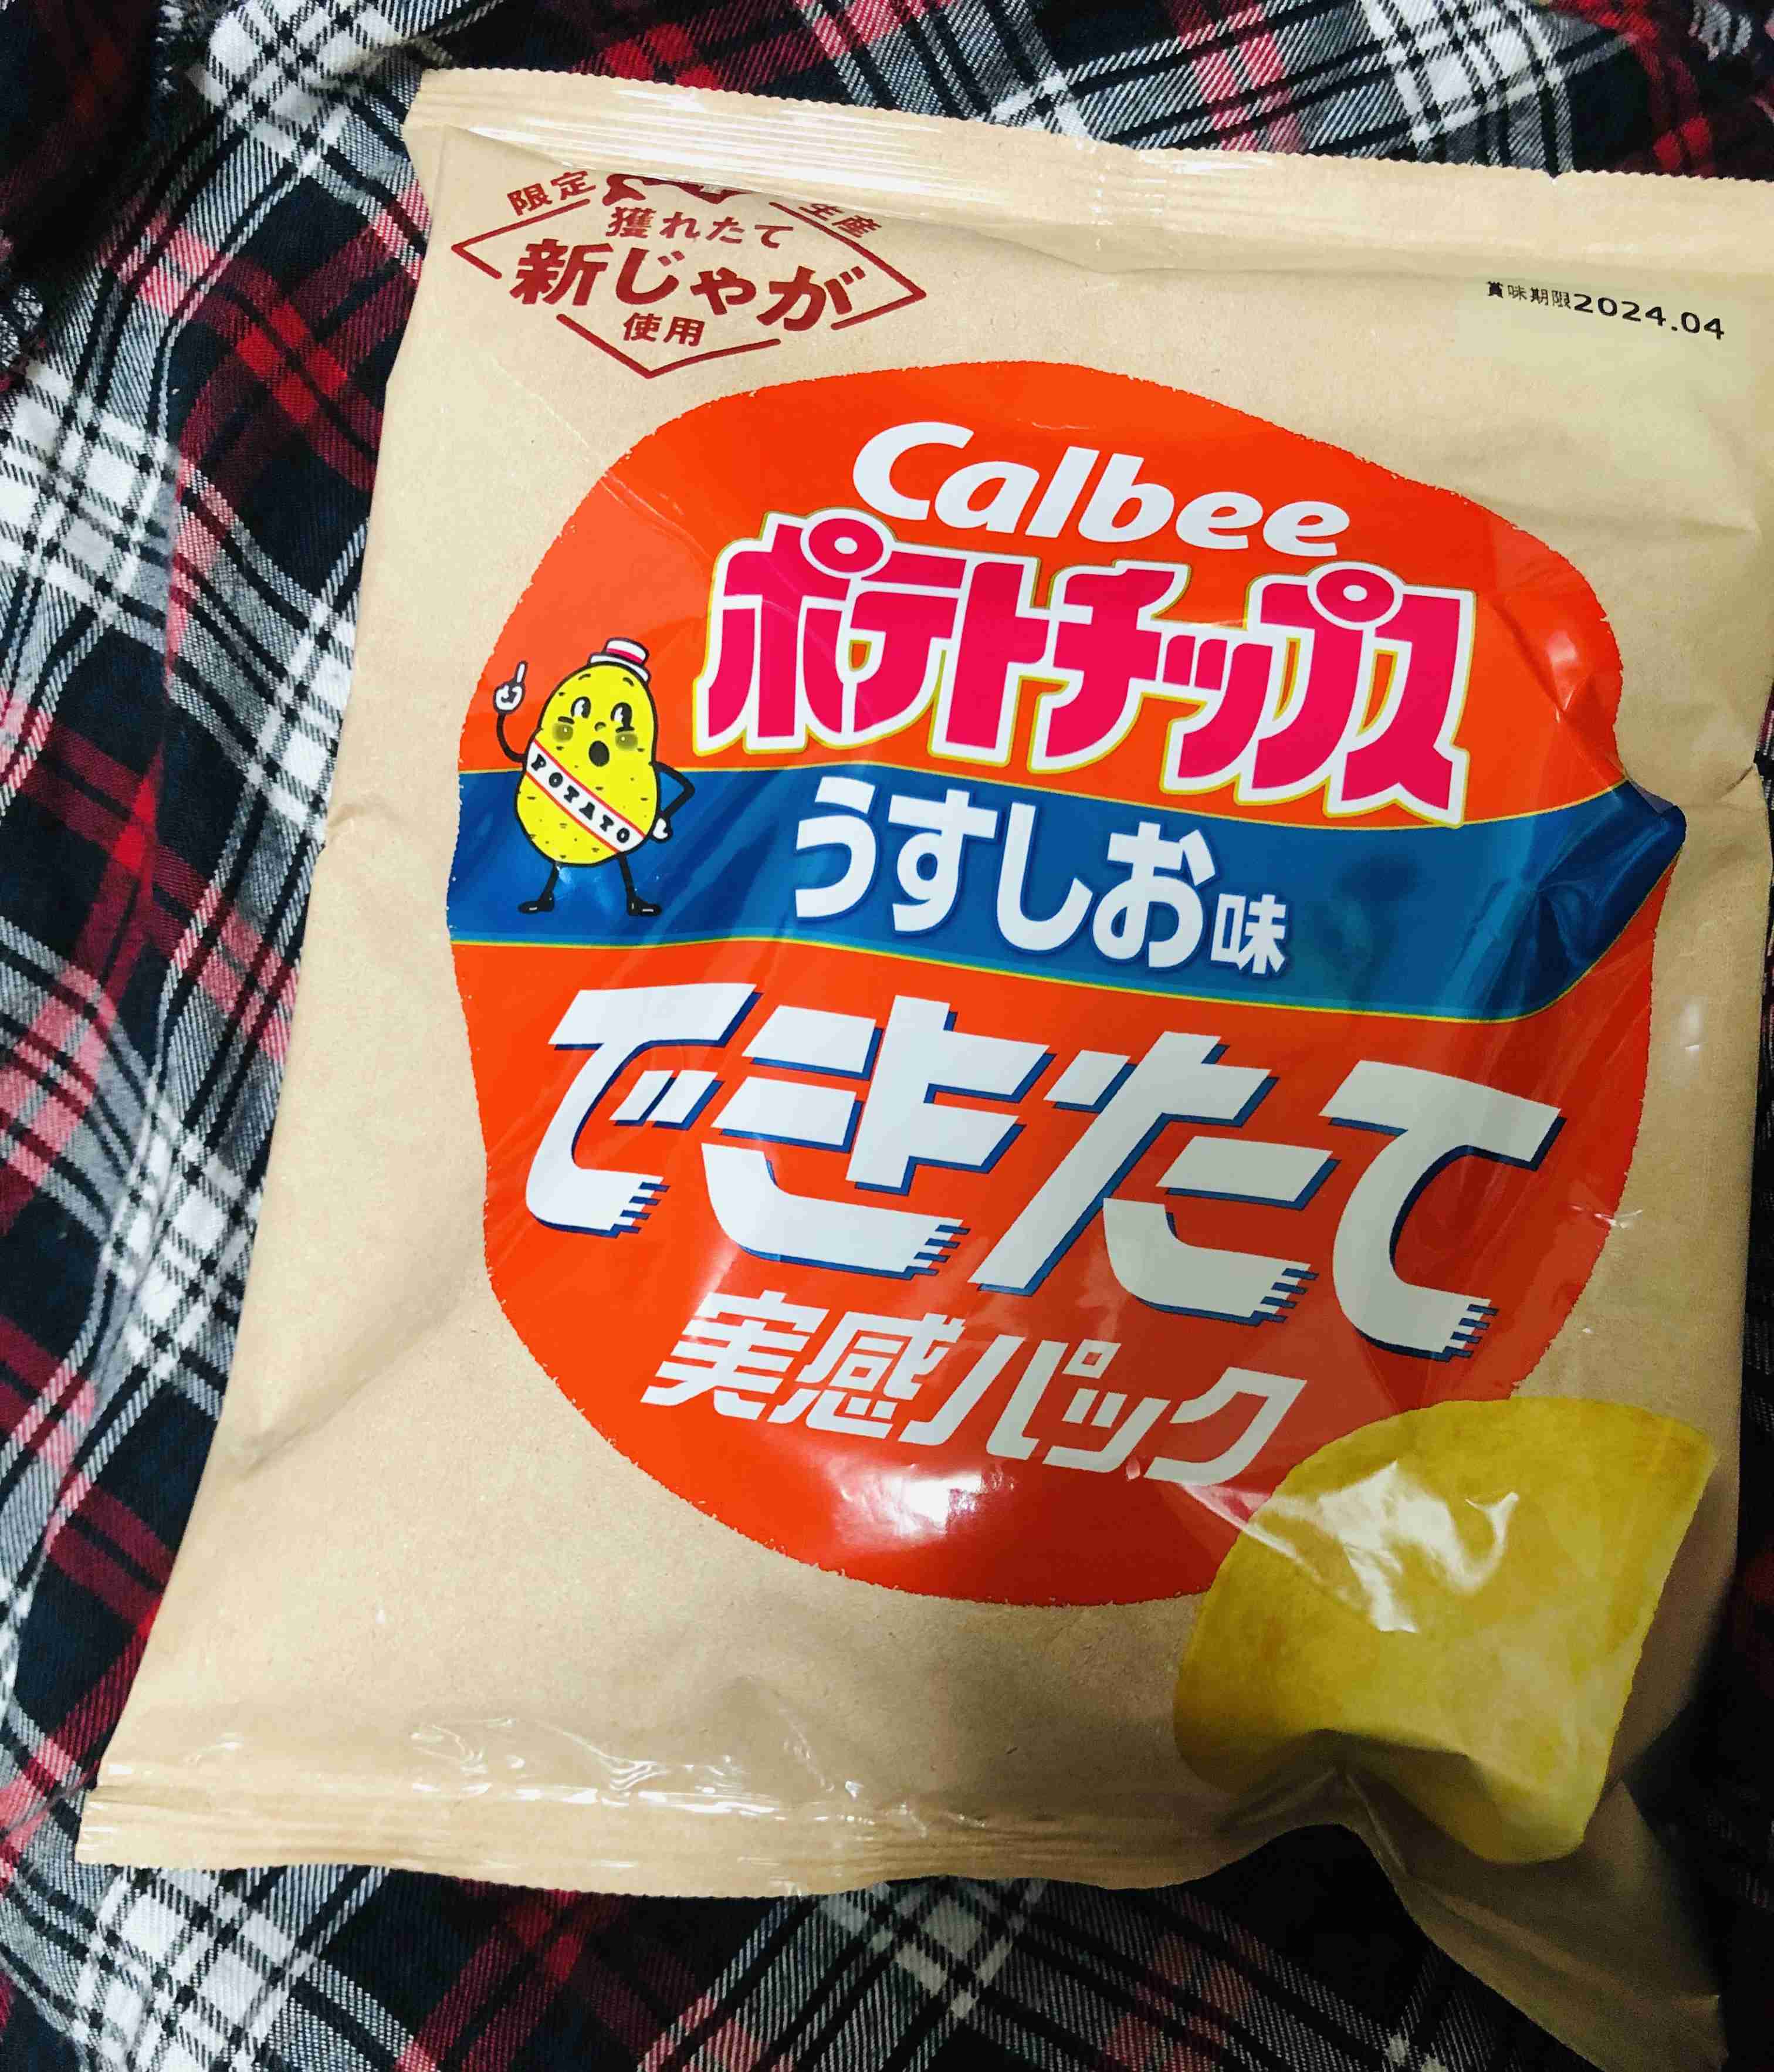 限定
生産
獲れたて
新じゃが
使用
賞味期限2024.04
Calbee
ポテトチップス
POTATO
うすしお味
できたて
実感パック